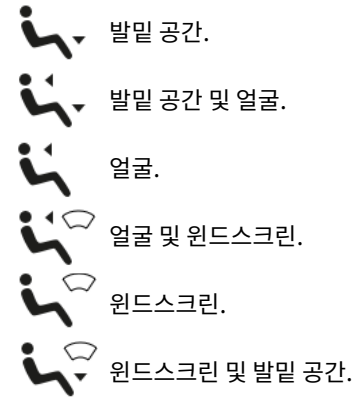 발밑 공간.
발밑 공간 및 얼굴.
얼굴.
얼굴 및 윈드스크린.
윈드스크린.
윈드스크린 및 발밑 공간.